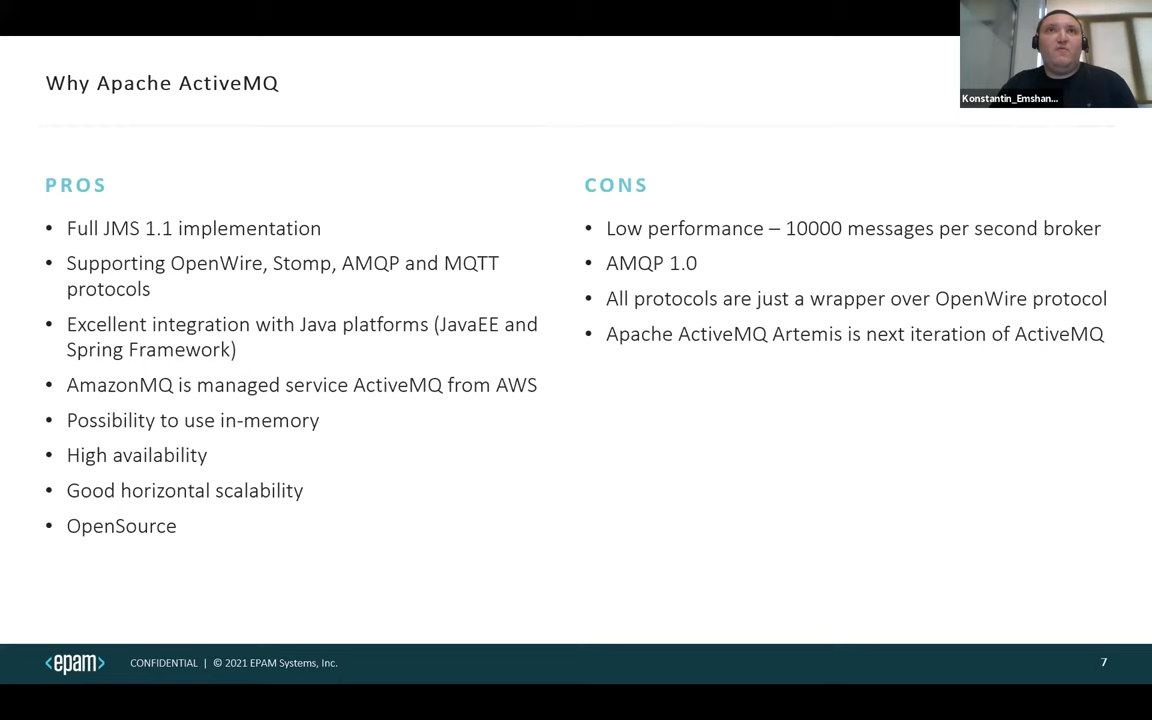 Konstantin_Emshan...
Why Apache ActiveMQ
PROS
• Full JMS 1.1 implementation
• Supporting OpenWire, Stomp, AMQP and MQTT
protocols
• Excellent integration with Java platforms (JavaEE and
Spring Framework)
• AmazonMQ is managed service ActiveMQ from AWS
• Possibility to use in-memory
• High availability
• Good horizontal scalability
• OpenSource
CONS
• Low performance – 10000 messages per second broker
• AMQP 1.0
• All protocols are just a wrapper over OpenWire protocol
• Apache ActiveMQ Artemis is next iteration of ActiveMQ
<epam> CONFIDENTIAL | © 2021 EPAM Systems, Inc. 7